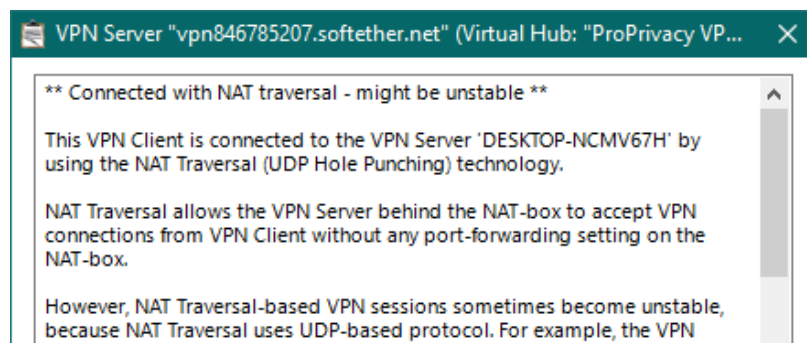 VPN Server "vpn846785207.softether.net" (Virtual Hub: "ProPrivacy VP...
** Connected with NAT traversal - might be unstable **
This VPN Client is connected to the VPN Server 'DESKTOP-NCMV67H' by
using the NAT Traversal (UDP Hole Punching) technology.
NAT Traversal allows the VPN Server behind the NAT-box to accept VPN
connections from VPN Client without any port-forwarding setting on the
NAT-box.
However, NAT Traversal-based VPN sessions sometimes become unstable,
because NAT Traversal uses UDP-based protocol. For example, the VPN